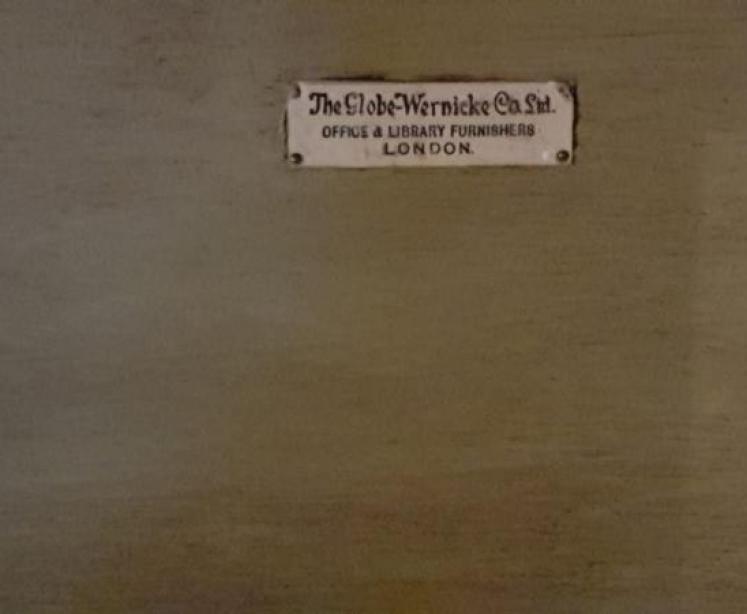 The Globe-Wernicke Co. Ltd.
OFFICE & LIBRARY FURNISHERS
LONDON.